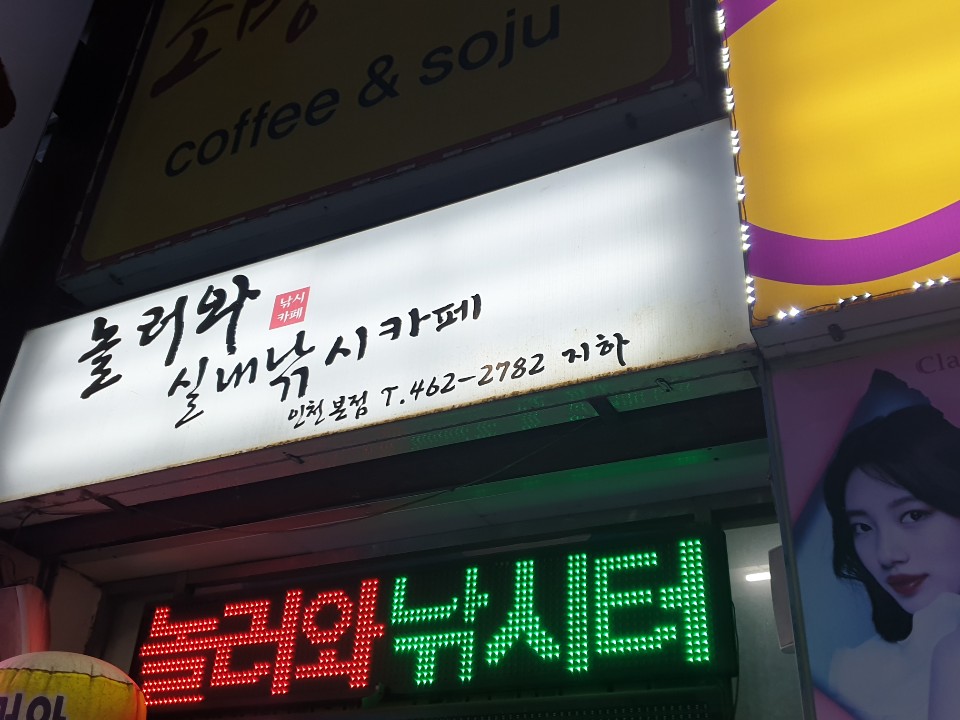 coffee & soju
놀러와
낚시
카페
실내낚시카페
인천본점 T.462-2782 지하
놀러와낚시터
Cla